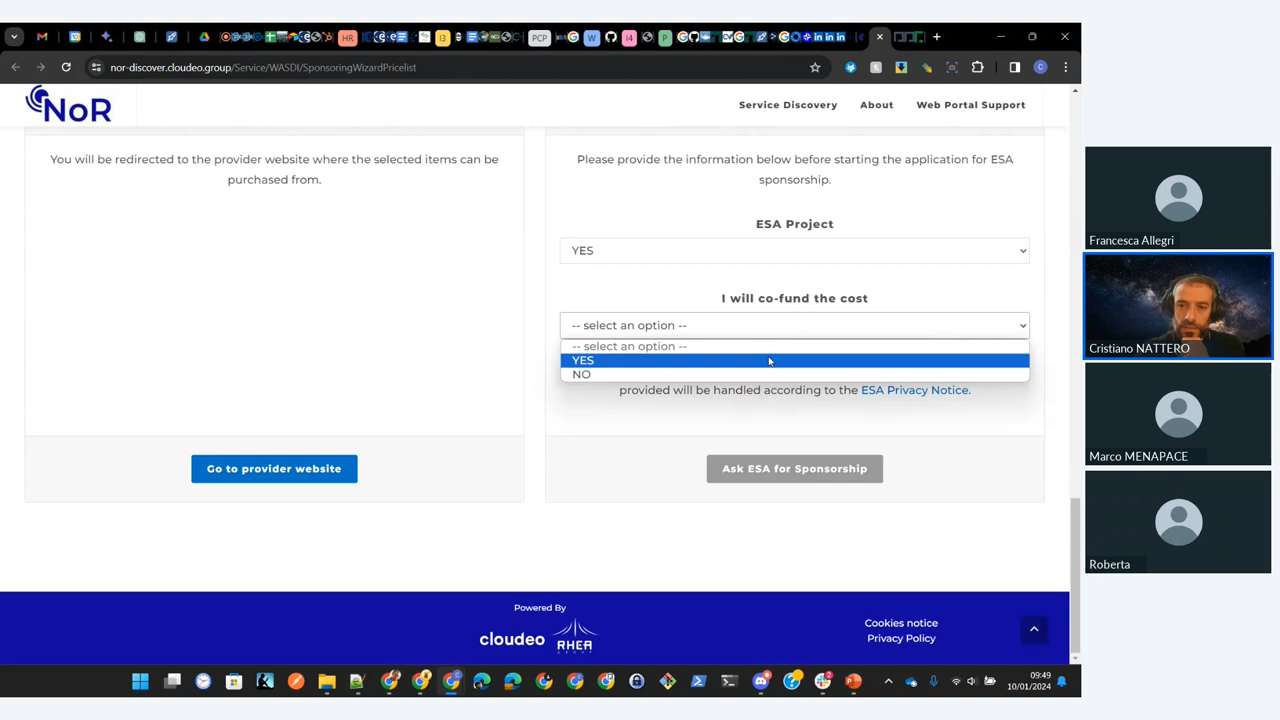 HR
I3
PCP
W
I4
P
nor-discover.cloudeo.group/Service/WASDI/SponsoringWizardPricelist
C
NoR
Service Discovery
About
Web Portal Support
You will be redirected to the provider website where the selected items can be
purchased from.
Please provide the information below before starting the application for ESA
sponsorship.
ESA Project
YES
I will co-fund the cost
-- select an option --
-- select an option --
YES
NO
provided will be handled according to the ESA Privacy Notice.
Go to provider website
Ask ESA for Sponsorship
Powered By
cloudeo
RHEA
GROUP
Cookies notice
Privacy Policy
09:49
10/01/2024
Francesca Allegri
Cristiano NATTERO
Marco MENAPACE
Roberta